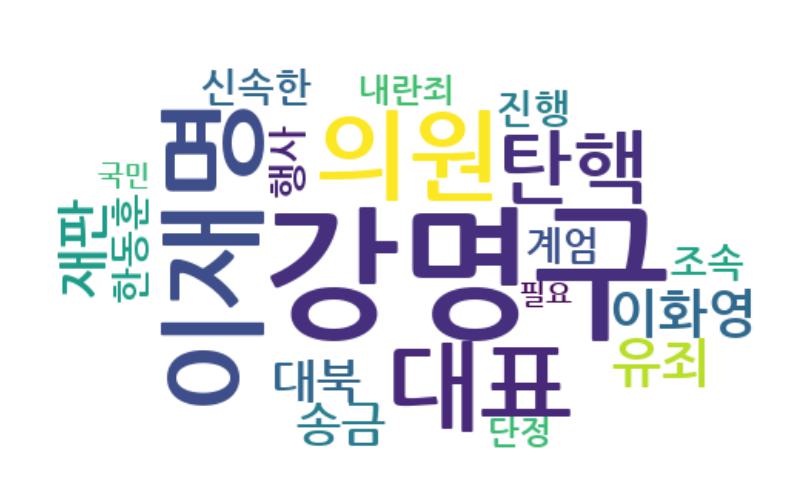 신속한
내란죄
진행
이재명
행사
의원
탄핵
국민
재판
한동훈
강명구
계엄
조속
필요
이화영
대북
대표
유죄
송금
단정